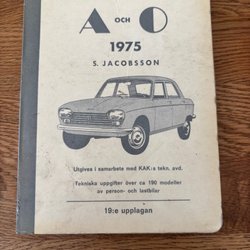 A OCH O
1975
S. JACOBSSON
Utgives i samarbete med KAK:s tekn. avd.
Tekniska uppgifter över ca 190 modeller
av person- och lastbilar
19:e upplagan